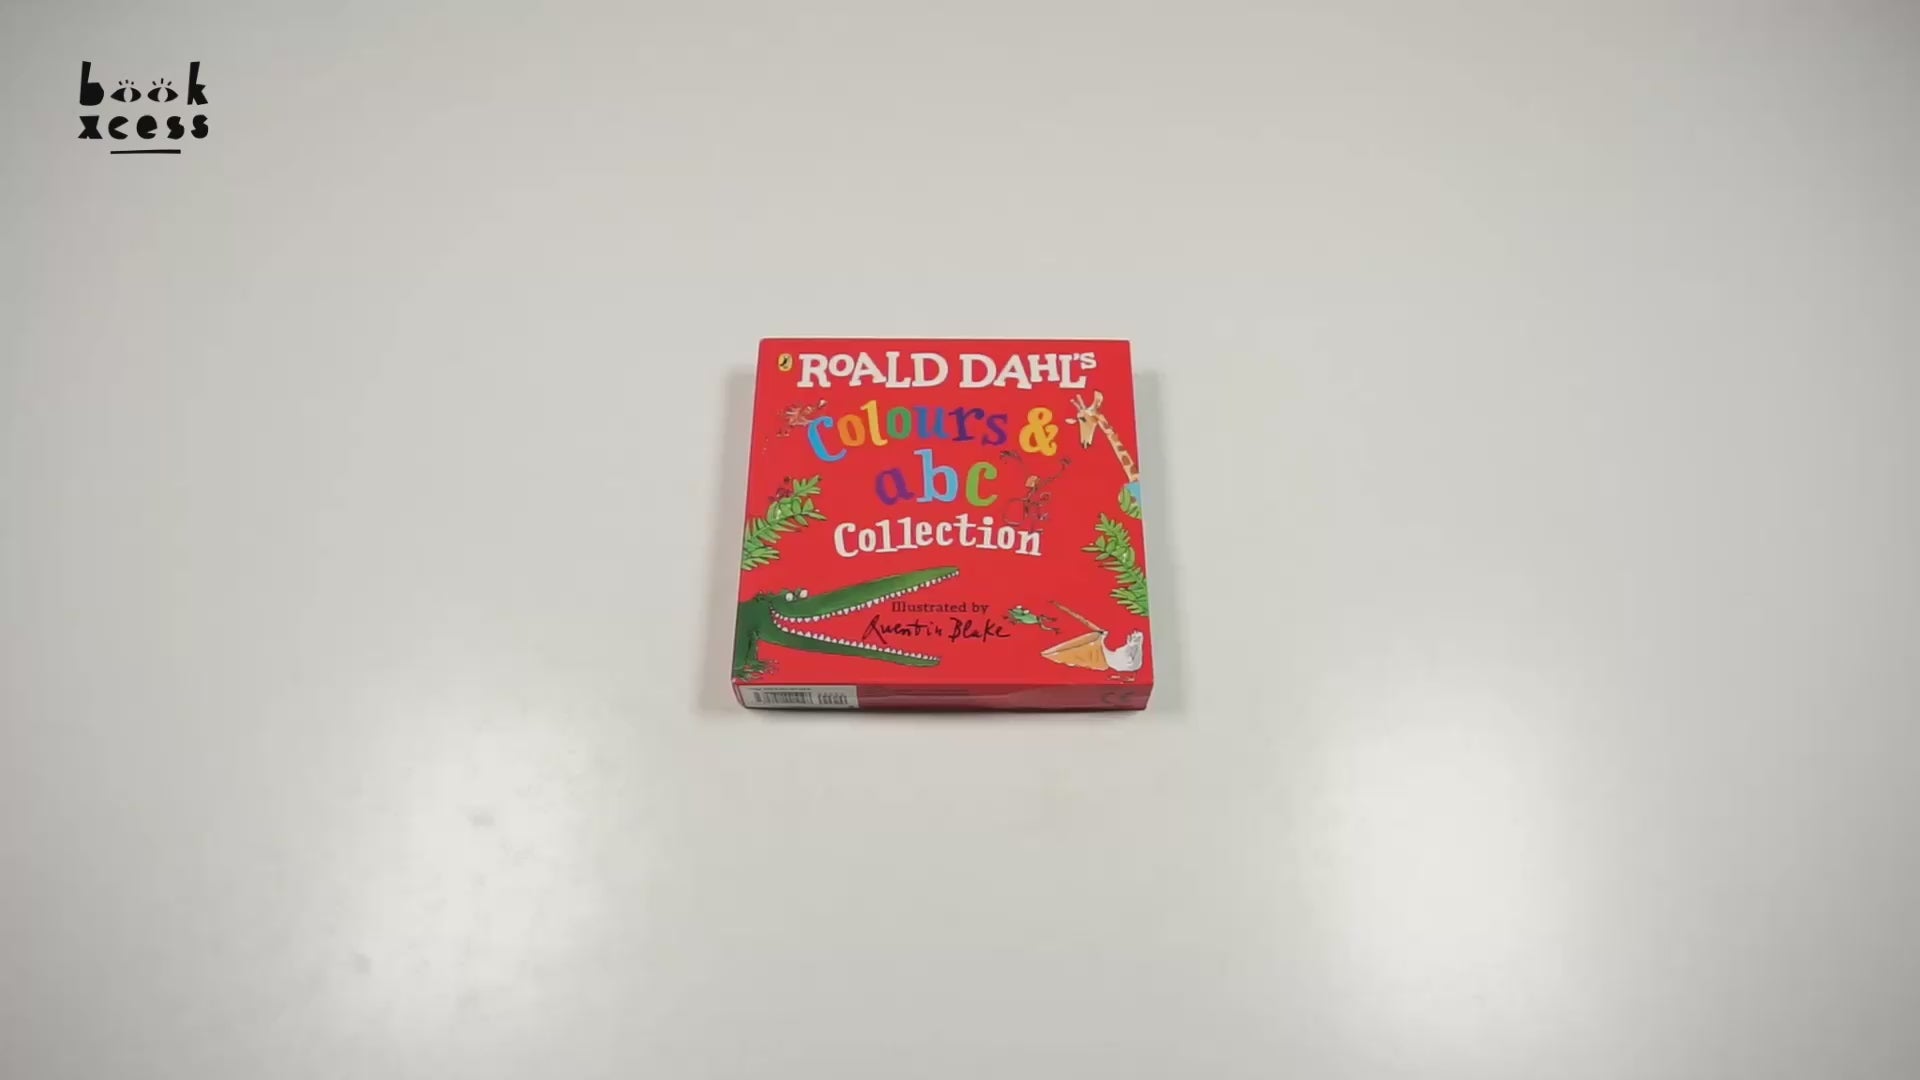 book
xcess
ROALD DAHL'S
Colours &
abc
Collection
Illustrated by
Quentin Blake